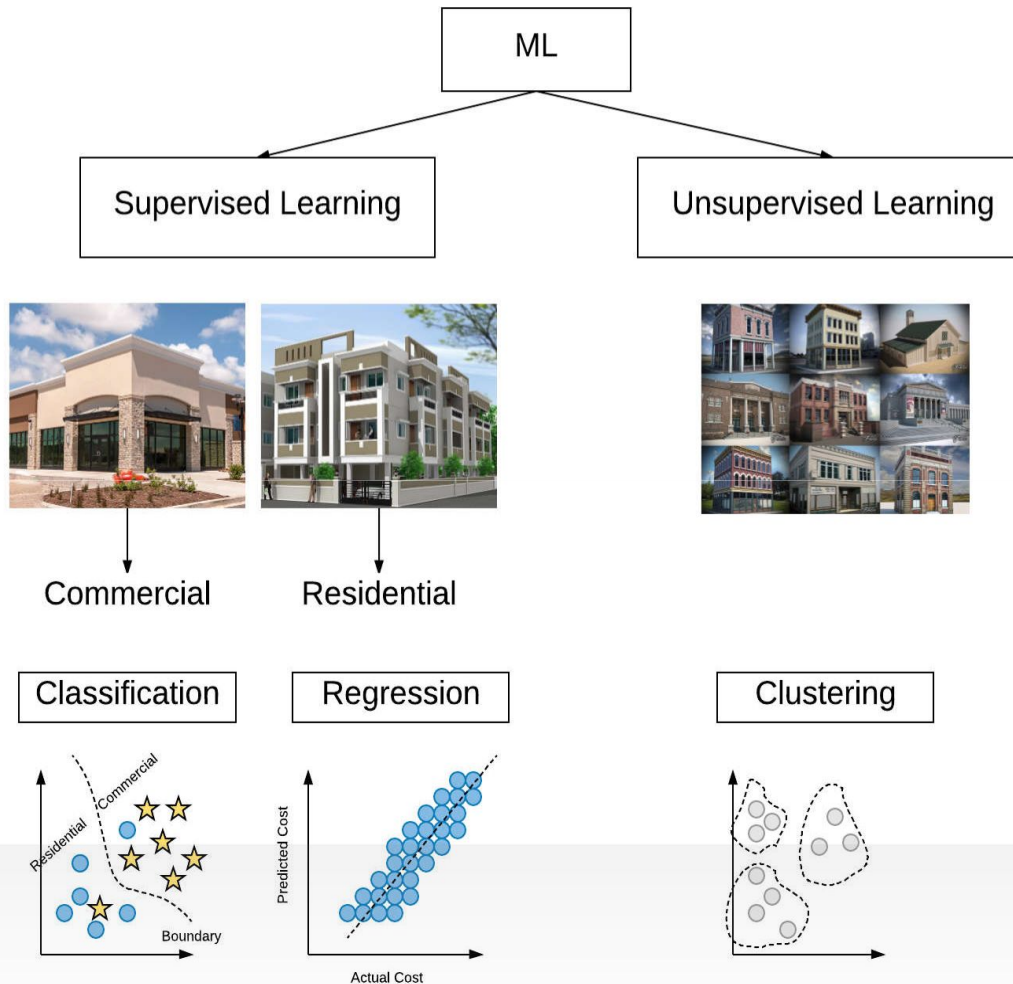 ML
Supervised Learning
Unsupervised Learning
Commercial
Residential
Classification
Regression
Clustering
Residential
Commercial
Boundary
Predicted Cost
Actual Cost